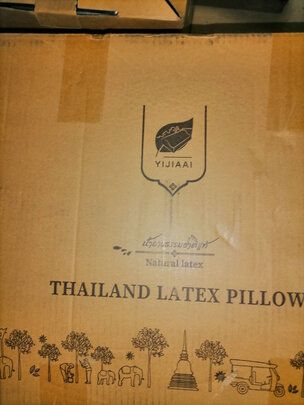 YIJIAAI
Natural latex
THAILAND LATEX PILLOW